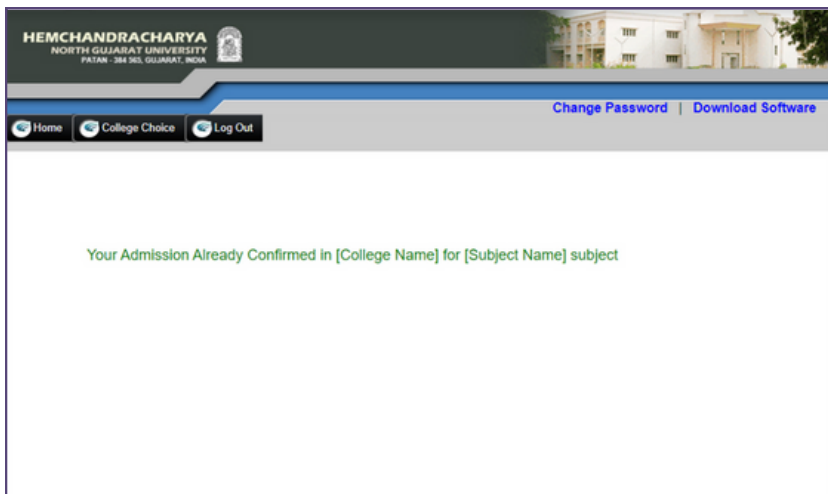 HEMCHANDRACHARYA
NORTH GUJARAT UNIVERSITY
PATAN - 384 565, GUJARAT, INDIA
Change Password | Download Software
Home College Choice Log Out
Your Admission Already Confirmed in [College Name] for [Subject Name] subject